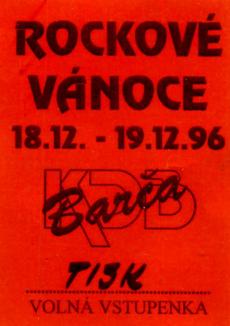 ROCKOVÉ
VÁNOCE
18.12. - 19.12.96
KDB
Barča
TISK
VOLNÁ VSTUPENKA